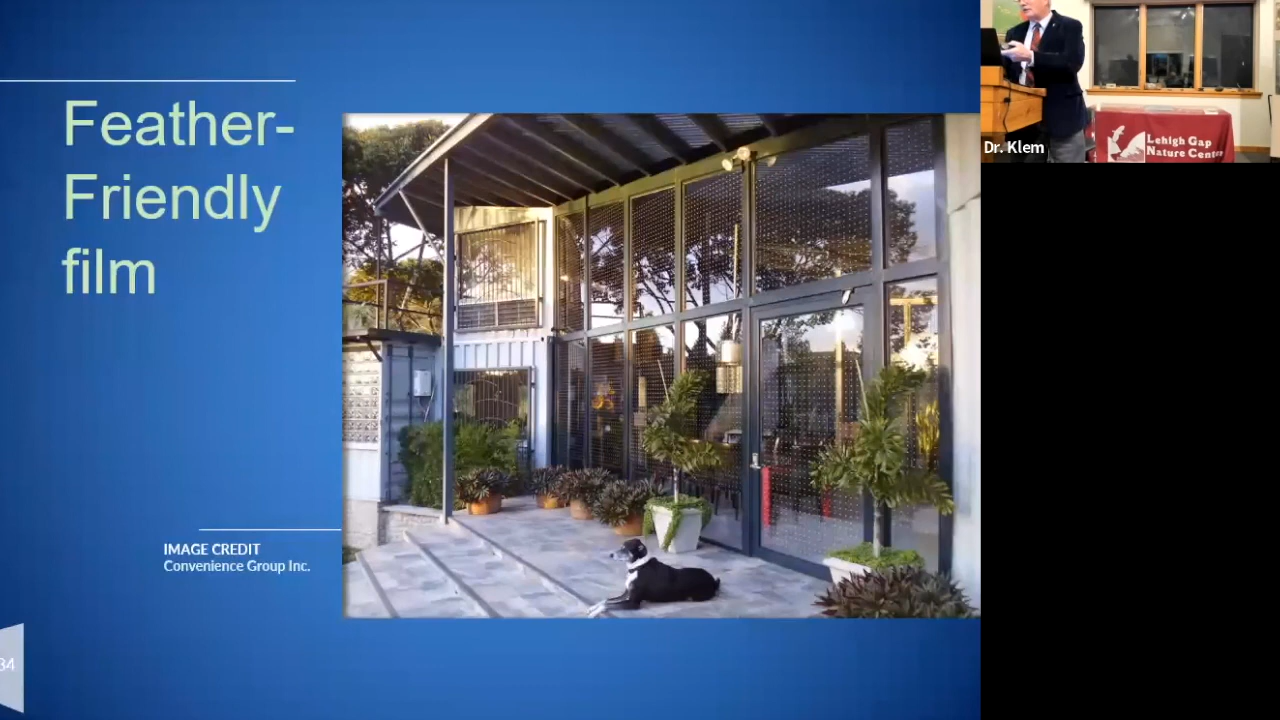 Feather-
Friendly
film
IMAGE CREDIT
Convenience Group Inc.
34
Dr. Klem
Lehigh Gap
Nature Center